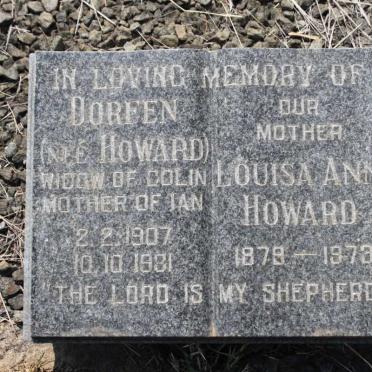 IN LOVING MEMORY OF
DOREEN
(NÉE HOWARD)
WIDOW OF COLIN
MOTHER OF IAN
2.2.1907
10.10.1981
OUR
MOTHER
LOUISA ANN
HOWARD
1879 — 1973
"THE LORD IS MY SHEPHERD